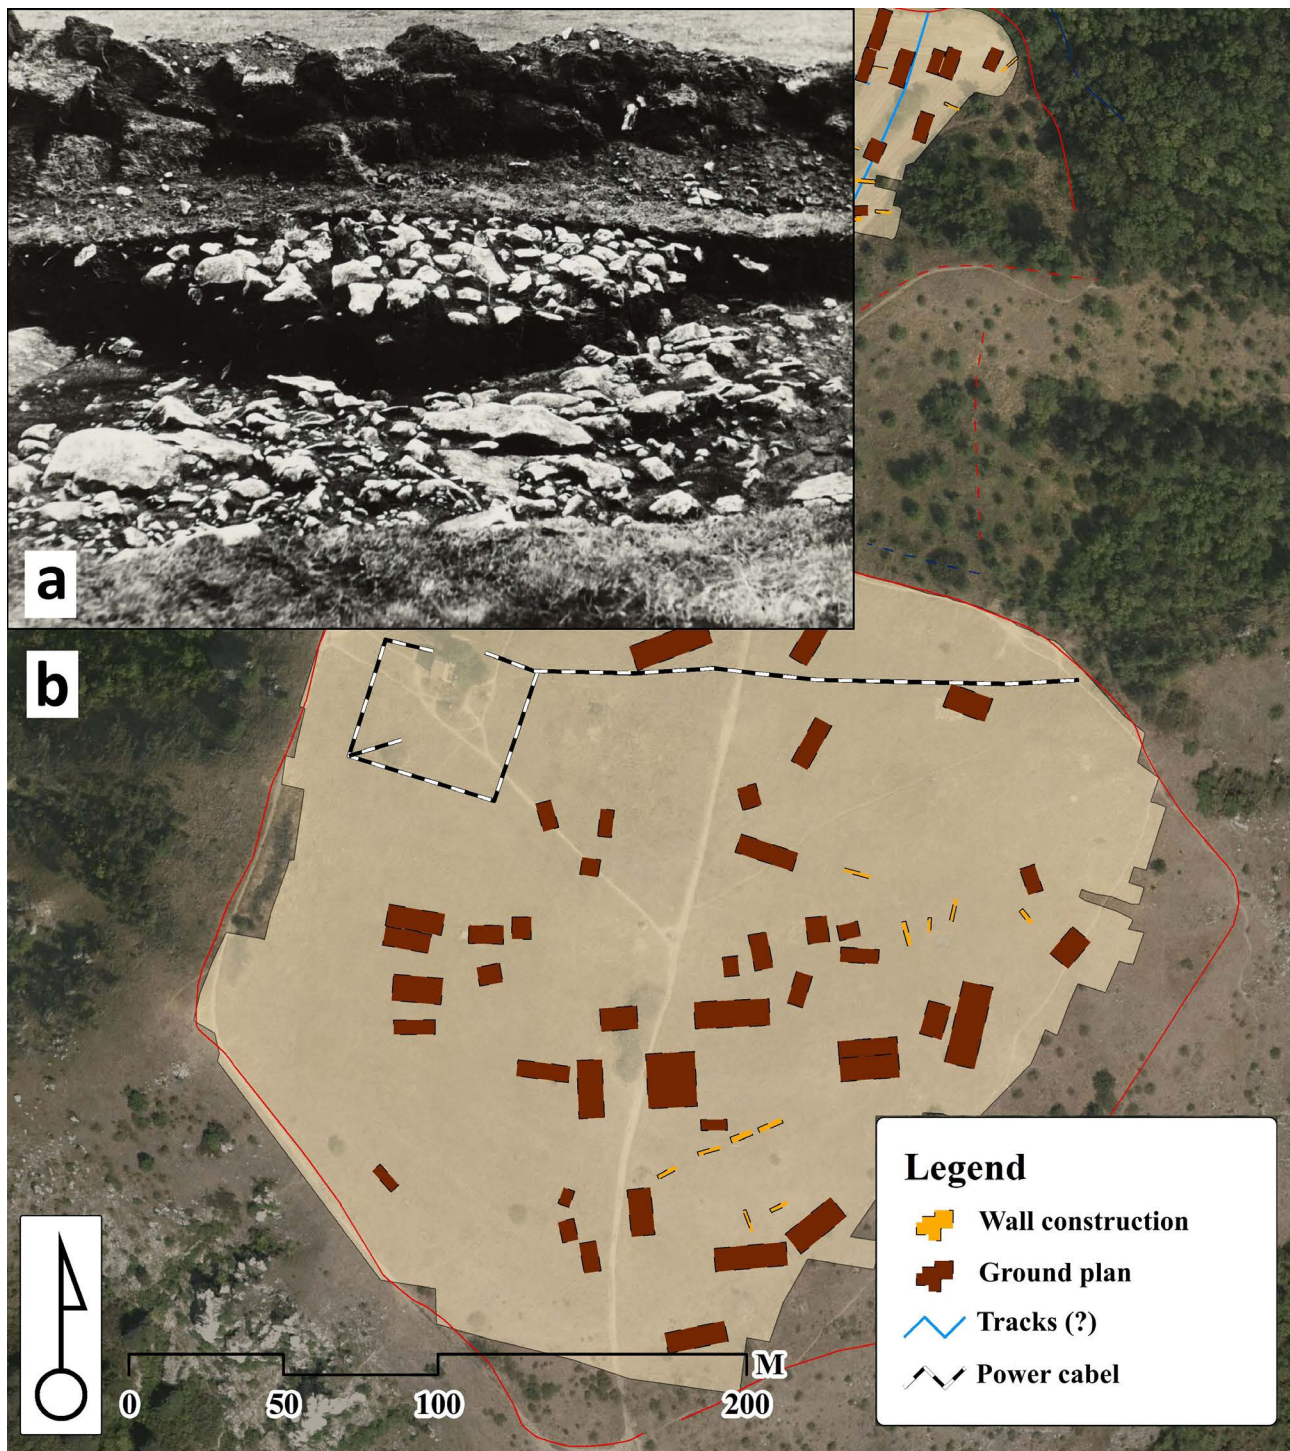 a
b
Legend
Wall construction
Ground plan
Tracks (?)
Power cabel
M
0 50 100 200